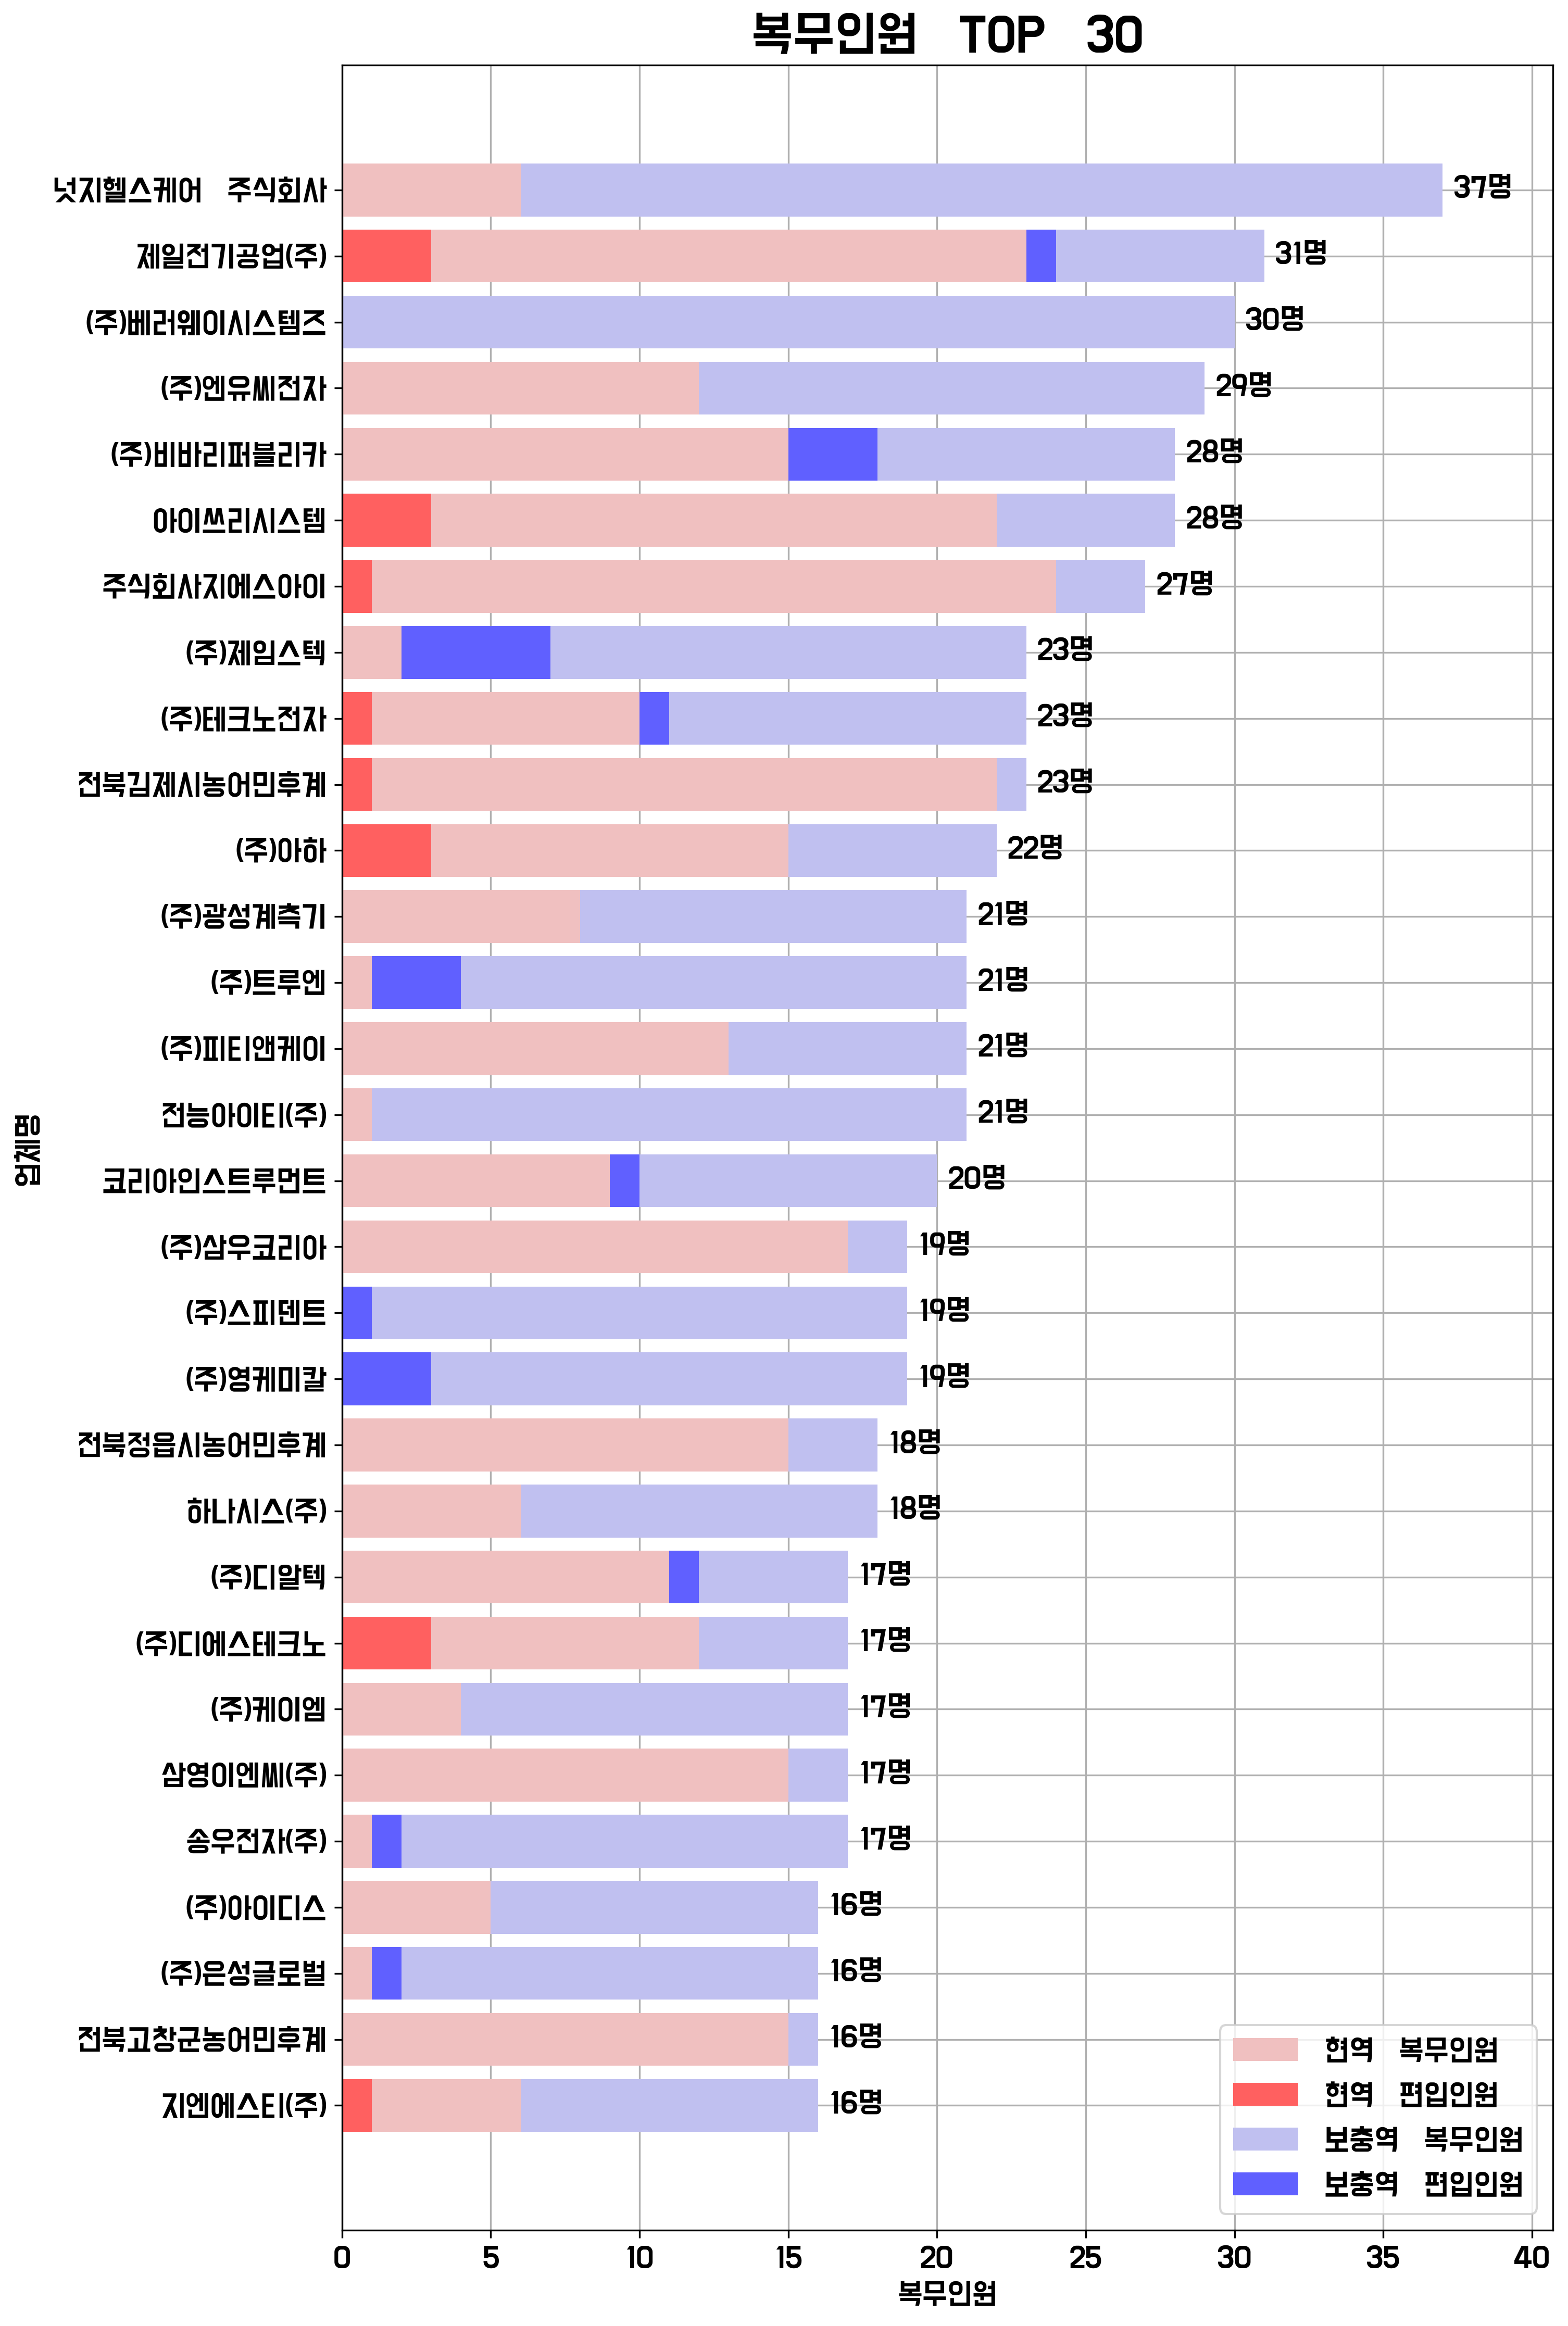 복무인원 TOP 30
넛지헬스케어 주식회사 37명
제일전기공업(주) 31명
(주)베러웨이시스템즈 30명
(주)엔유씨전자 29명
(주)비바리퍼블리카 28명
아이쓰리시스템 28명
주식회사지에스아이 27명
(주)제임스텍 23명
(주)테크노전자 23명
전북김제시농어민후계 23명
(주)아하 22명
(주)광성계측기 21명
(주)트루엔 21명
(주)피티앤케이 21명
전능아이티(주) 21명
코리아인스트루먼트 20명
(주)삼우코리아 19명
(주)스피덴트 19명
(주)영케미칼 19명
전북정읍시농어민후계 18명
하나시스(주) 18명
(주)디알텍 17명
(주)디에스테크노 17명
(주)케이엠 17명
삼영이엔씨(주) 17명
송우전자(주) 17명
(주)아이디스 16명
(주)은성글로벌 16명
전북고창군농어민후계 16명
지엔에스티(주) 16명
업체명
현역 복무인원
현역 편입인원
보충역 복무인원
보충역 편입인원
0 5 10 15 20 25 30 35 40
복무인원